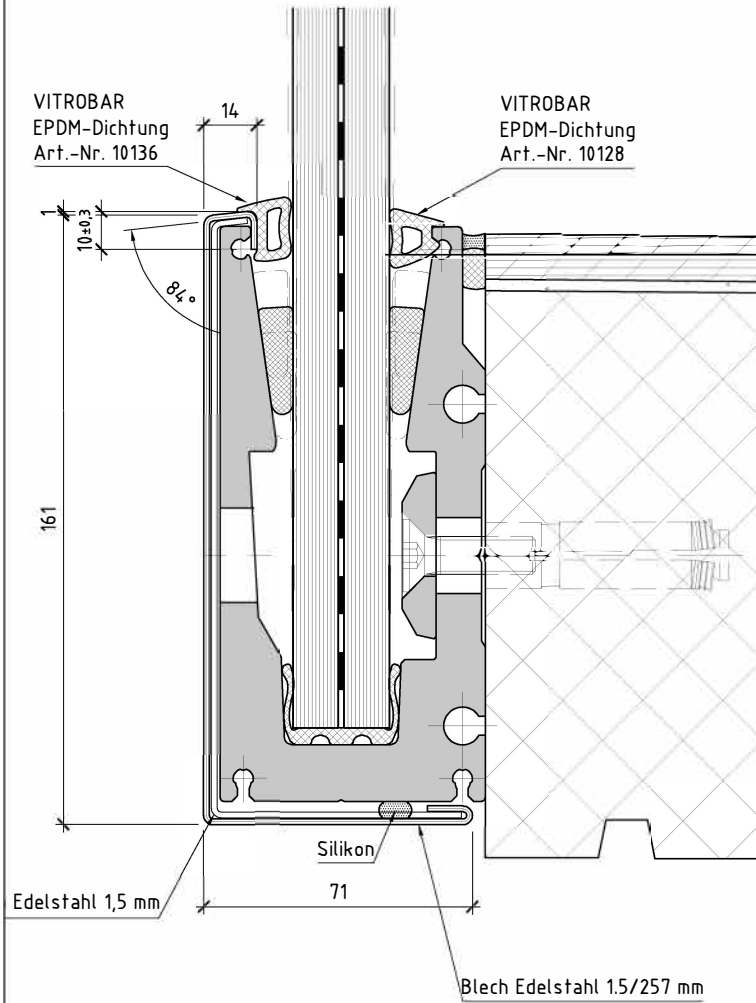 VITROBAR
EPDM-Dichtung
Art.-Nr. 10136
14
VITROBAR
EPDM-Dichtung
Art.-Nr. 10128
1
10±0,3
84°
161
Silikon
Edelstahl 1,5 mm
71
Blech Edelstahl 1.5/257 mm